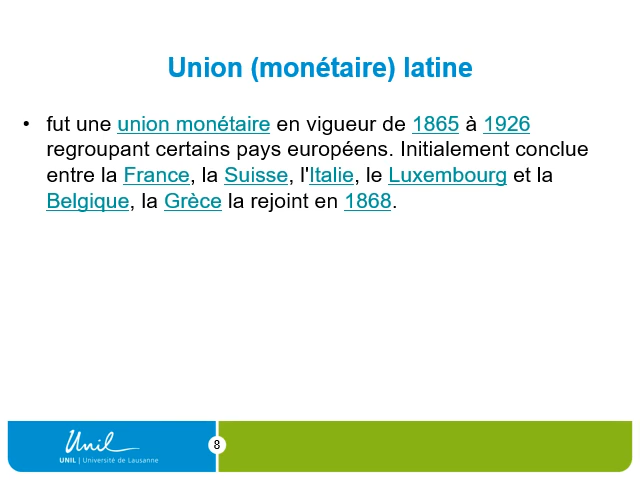 Union (monétaire) latine
• fut une union monétaire en vigueur de 1865 à 1926
regroupant certains pays européens. Initialement conclue
entre la France, la Suisse, l'Italie, le Luxembourg et la
Belgique, la Grèce la rejoint en 1868.
Unil
UNIL | Université de Lausanne
8